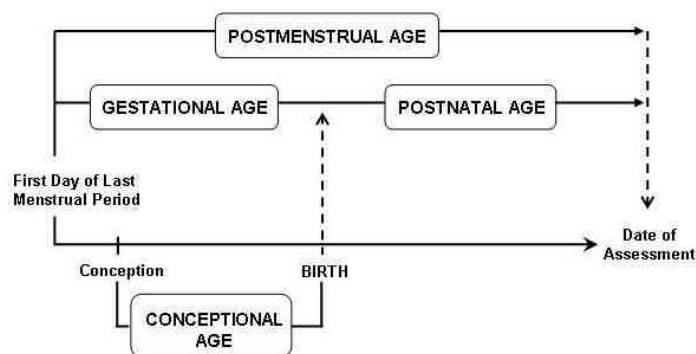 POSTMENSTRUAL AGE
GESTATIONAL AGE
POSTNATAL AGE
First Day of Last
Menstrual Period
Date of
Assessment
Conception
BIRTH
CONCEPTIONAL
AGE